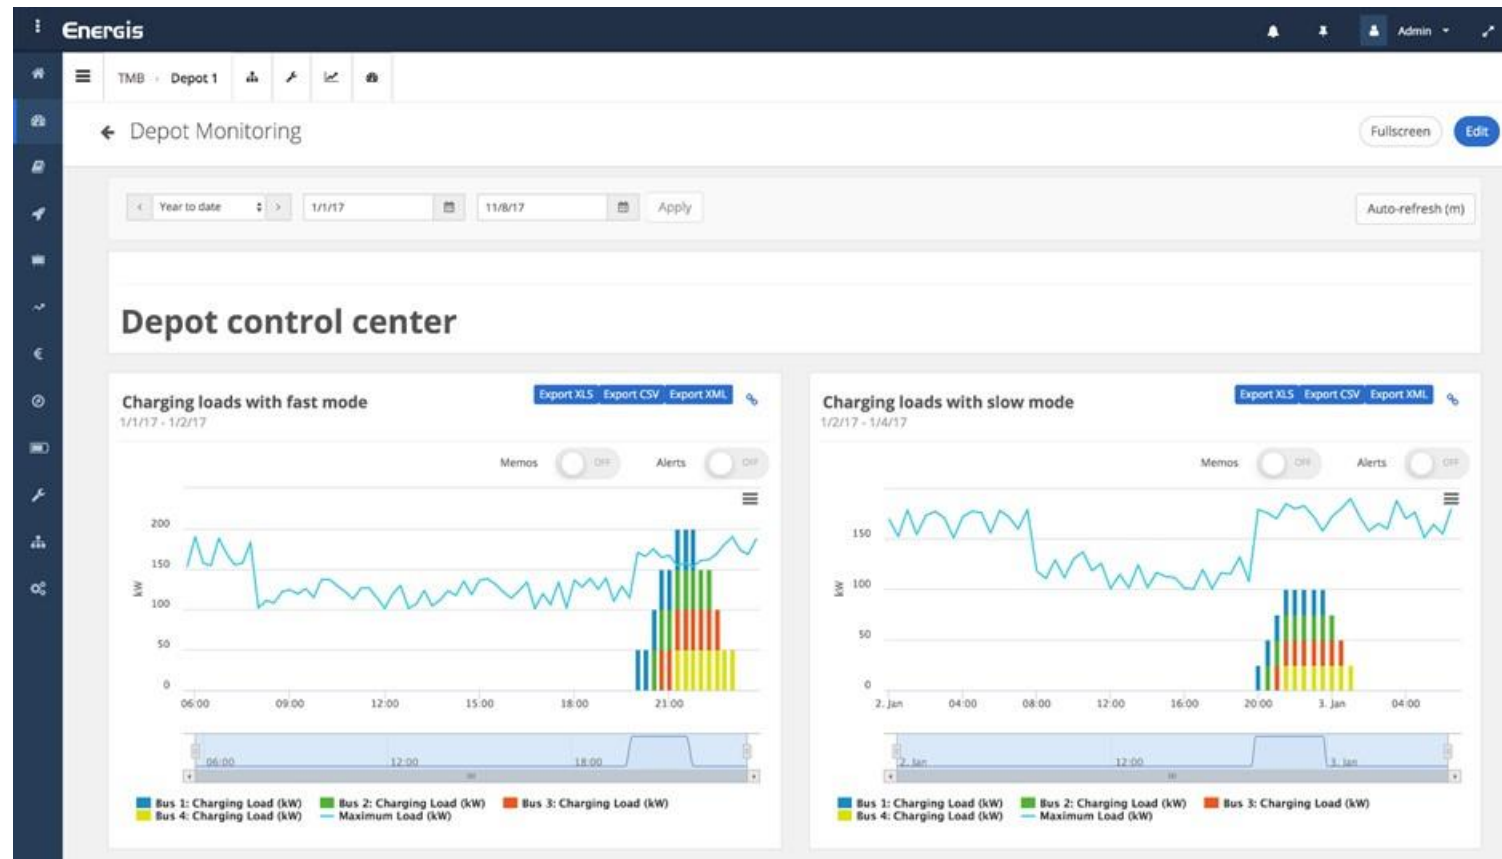 Energis
Admin
TMB › Depot 1
Depot Monitoring
Fullscreen
Edit
Year to date
1/1/17
11/8/17
Apply
Auto-refresh (m)
Depot control center
Charging loads with fast mode
Export XLS Export CSV Export XML
1/1/17 - 1/2/17
Memos OFF Alerts OFF
200
150
100
50
0
kW
06:00 09:00 12:00 15:00 18:00 21:00
06:00 12:00 18:00
Bus 1: Charging Load (kW) Bus 2: Charging Load (kW) Bus 3: Charging Load (kW)
Bus 4: Charging Load (kW) Maximum Load (kW)
Charging loads with slow mode
Export XLS Export CSV Export XML
1/2/17 - 1/4/17
Memos OFF Alerts OFF
150
100
50
0
kW
2. Jan 04:00 08:00 12:00 16:00 20:00 3. Jan 04:00
2. Jan 12:00 3. Jan
Bus 1: Charging Load (kW) Bus 2: Charging Load (kW) Bus 3: Charging Load (kW)
Bus 4: Charging Load (kW) Maximum Load (kW)